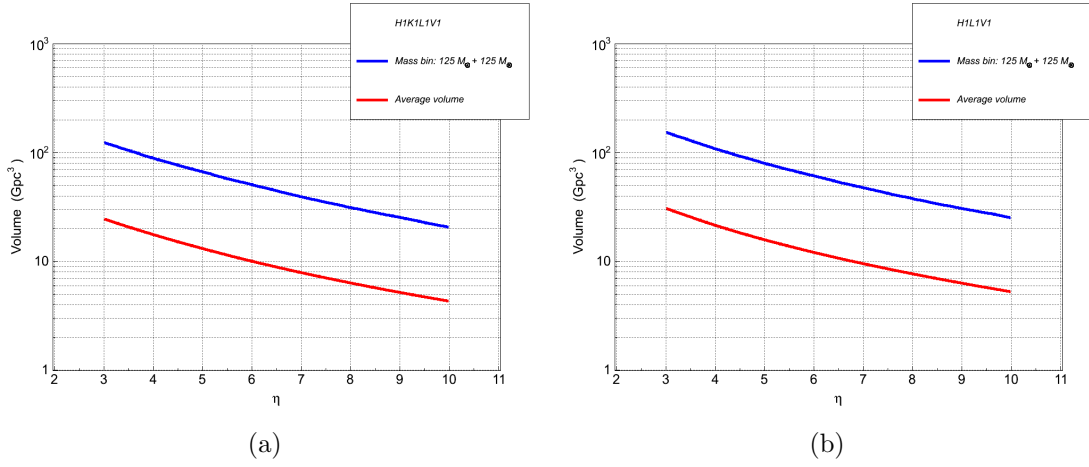 H1K1L1V1
Mass bin: 125 M⊙ + 125 M⊙
Average volume
10³
10²
10
1
Volume (Gpc³)
2 3 4 5 6 7 8 9 10 11
η
(a)
H1L1V1
Mass bin: 125 M⊙ + 125 M⊙
Average volume
10³
10²
10
1
Volume (Gpc³)
2 3 4 5 6 7 8 9 10 11
η
(b)